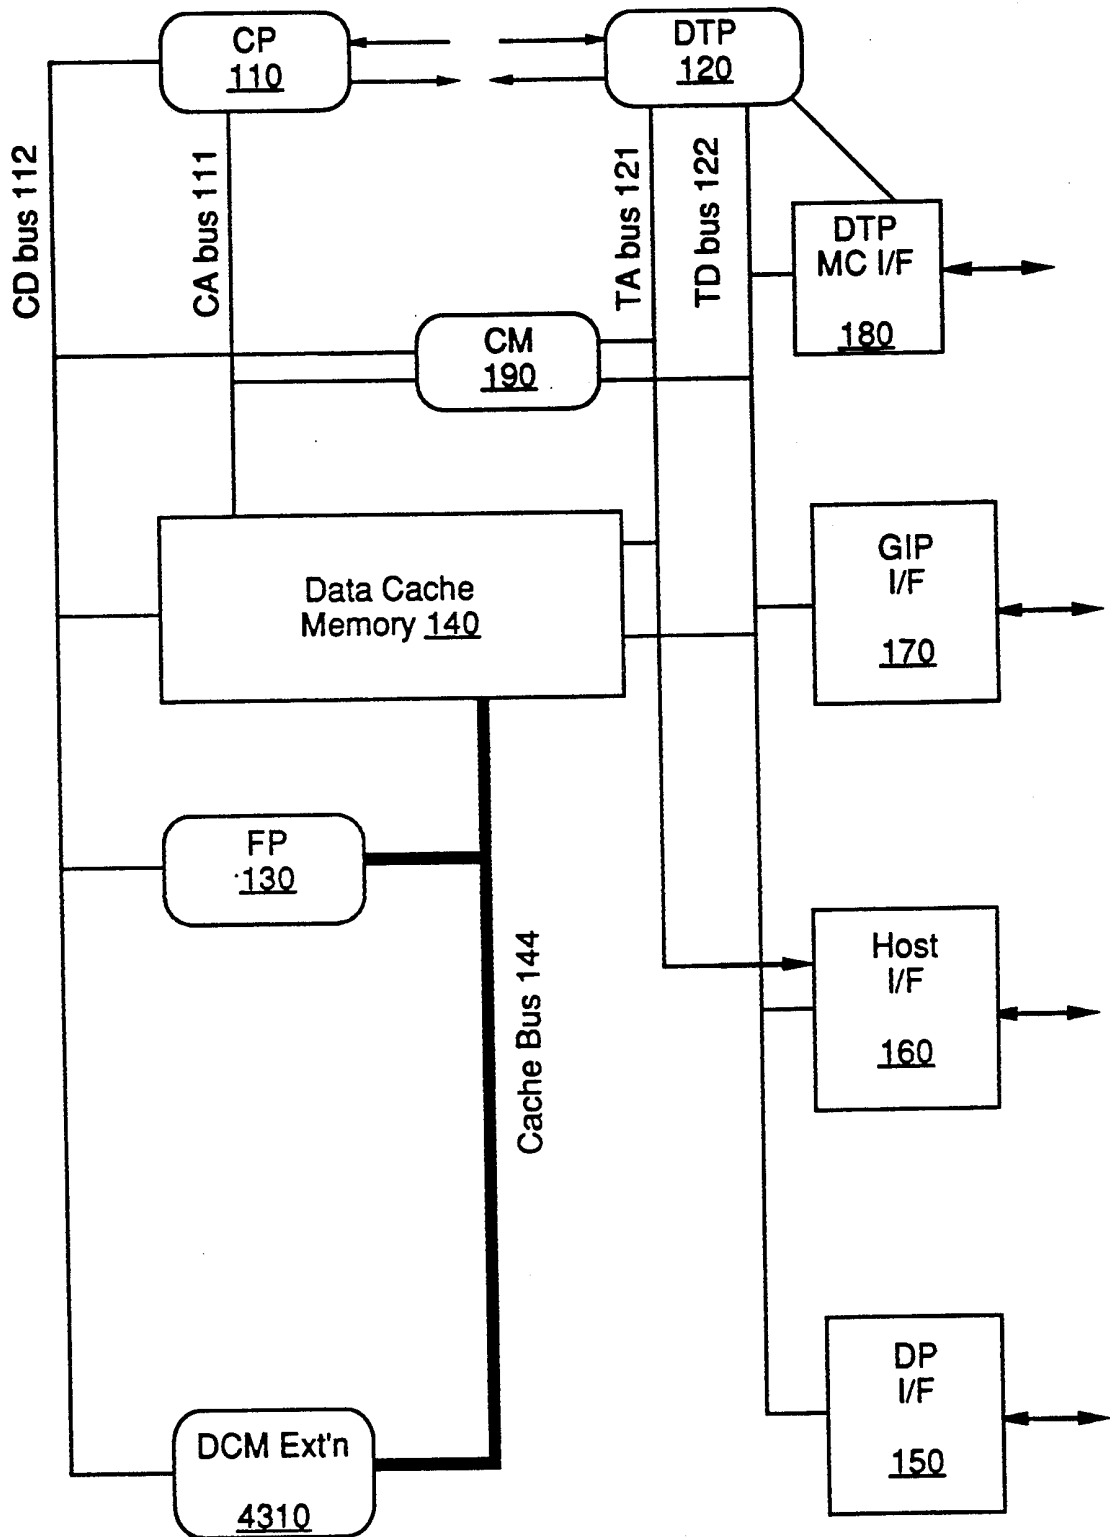 CP
110
DTP
120
CD bus 112
CA bus 111
TA bus 121
TD bus 122
DTP
MC I/F
180
CM
190
GIP
I/F
170
Data Cache
Memory 140
FP
130
Cache Bus 144
Host
I/F
160
DP
I/F
150
DCM Ext'n
4310